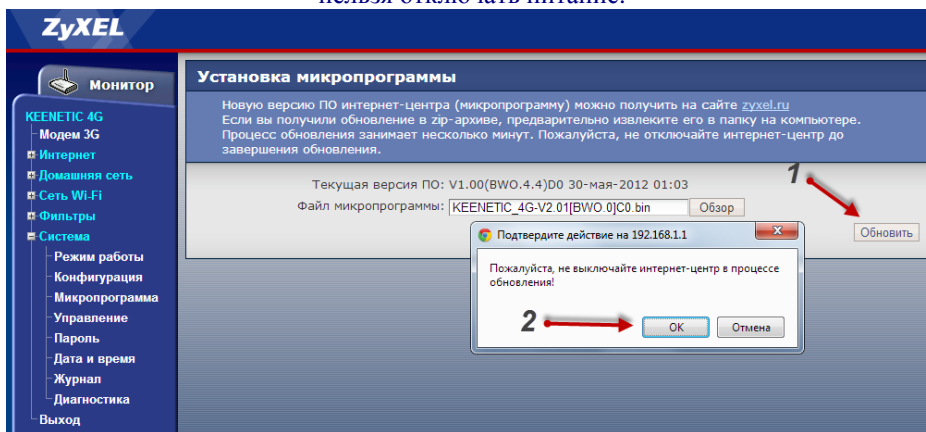 нельзя отключать питание!
ZyXEL
Монитор
KEENETIC 4G
Модем 3G
Интернет
Домашняя сеть
Сеть Wi-Fi
Фильтры
Система
Режим работы
Конфигурация
Микропрограмма
Управление
Пароль
Дата и время
Журнал
Диагностика
Выход
Установка микропрограммы
Новую версию ПО интернет-центра (микропрограмму) можно получить на сайте zyxel.ru
Если вы получили обновление в zip-архиве, предварительно извлеките его в папку на компьютере.
Процесс обновления занимает несколько минут. Пожалуйста, не отключайте интернет-центр до
завершения обновления.
Текущая версия ПО: V1.00(BWO.4.4)D0 30-мая-2012 01:03
Файл микропрограммы: KEENETIC_4G-V2.01[BWO.0]C0.bin Обзор
1
Обновить
Подтвердите действие на 192.168.1.1
Пожалуйста, не выключайте интернет-центр в процессе
обновления!
2
OK Отмена